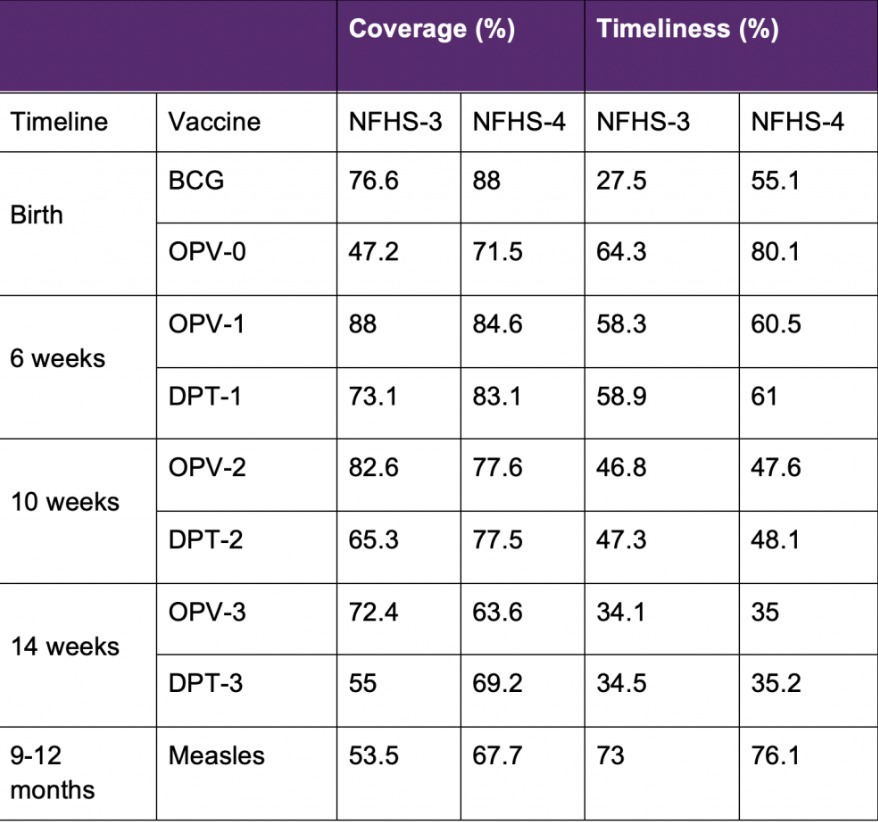 Coverage (%) Timeliness (%)
Timeline Vaccine NFHS-3 NFHS-4 NFHS-3 NFHS-4
Birth
BCG 76.6 88 27.5 55.1
OPV-0 47.2 71.5 64.3 80.1
6 weeks
OPV-1 88 84.6 58.3 60.5
DPT-1 73.1 83.1 58.9 61
10 weeks
OPV-2 82.6 77.6 46.8 47.6
DPT-2 65.3 77.5 47.3 48.1
14 weeks
OPV-3 72.4 63.6 34.1 35
DPT-3 55 69.2 34.5 35.2
9-12 Measles 53.5 67.7 73 76.1
months